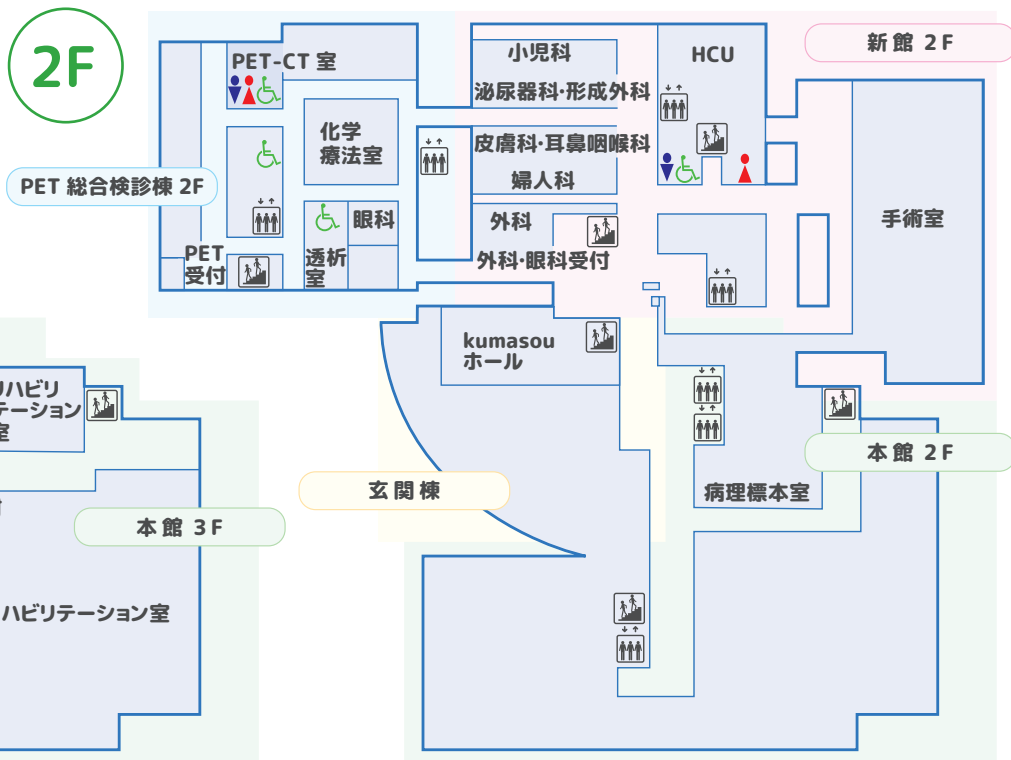 2F
新館 2F
PET-CT 室
小児科
HCU
泌尿器科・形成外科
化学
療法室
皮膚科・耳鼻咽喉科
PET 総合検診棟 2F
婦人科
眼科
外科
手術室
PET
受付
透析
室
外科・眼科受付
kumasou
ホール
リハビリ
テーション
室
本館 2F
玄関棟
病理標本室
本館 3F
ハビリテーション室